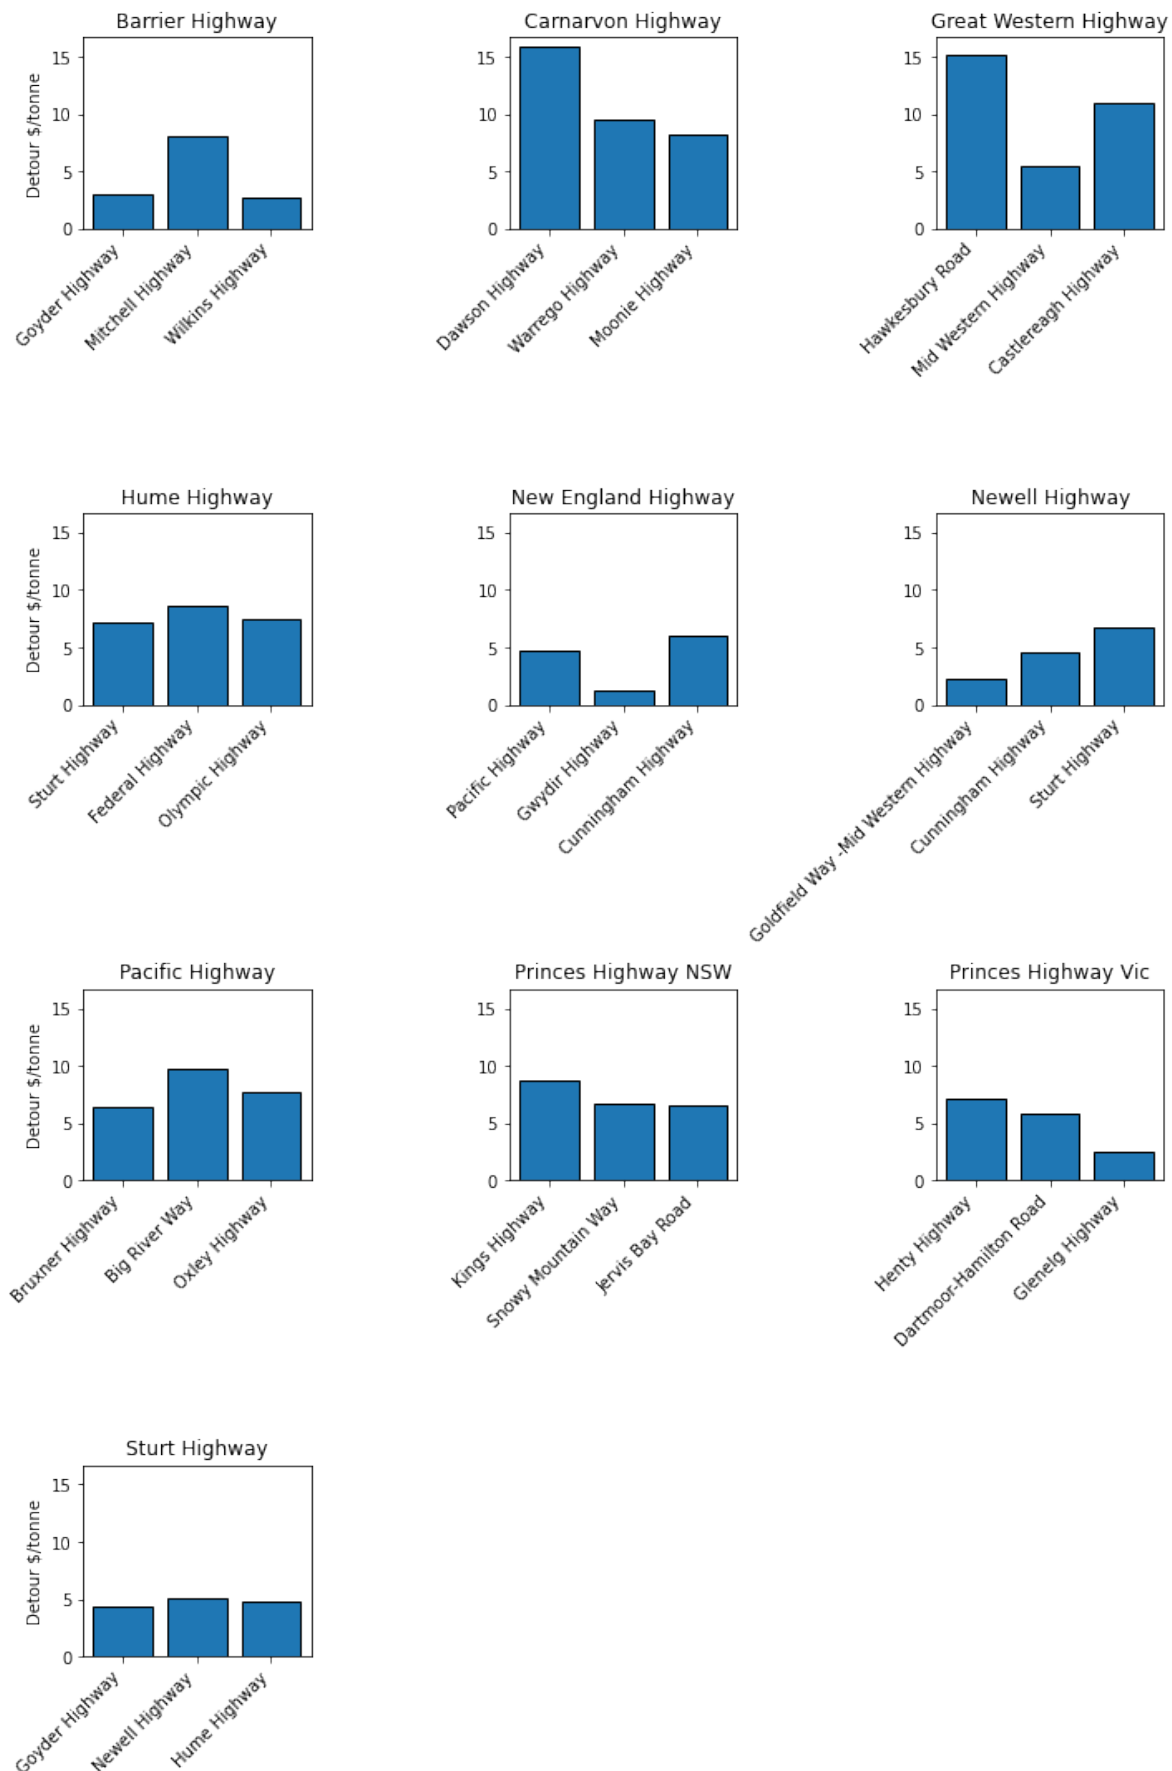 Barrier Highway
Carnarvon Highway
Great Western Highway
Detour $/tonne
15
10
5
0
15
10
5
0
15
10
5
0
Goyder Highway
Mitchell Highway
Wilkins Highway
Dawson Highway
Warrego Highway
Moonie Highway
Hawkesbury Road
Mid Western Highway
Castlereagh Highway
Hume Highway
New England Highway
Newell Highway
Detour $/tonne
15
10
5
0
15
10
5
0
15
10
5
0
Sturt Highway
Federal Highway
Olympic Highway
Pacific Highway
Gwydir Highway
Cunningham Highway
Goldfield Way -Mid Western Highway
Cunningham Highway
Sturt Highway
Pacific Highway
Princes Highway NSW
Princes Highway Vic
Detour $/tonne
15
10
5
0
15
10
5
0
15
10
5
0
Bruxner Highway
Big River Way
Oxley Highway
Kings Highway
Snowy Mountain Way
Jervis Bay Road
Henty Highway
Dartmoor-Hamilton Road
Glenelg Highway
Sturt Highway
Detour $/tonne
15
10
5
0
Goyder Highway
Newell Highway
Hume Highway